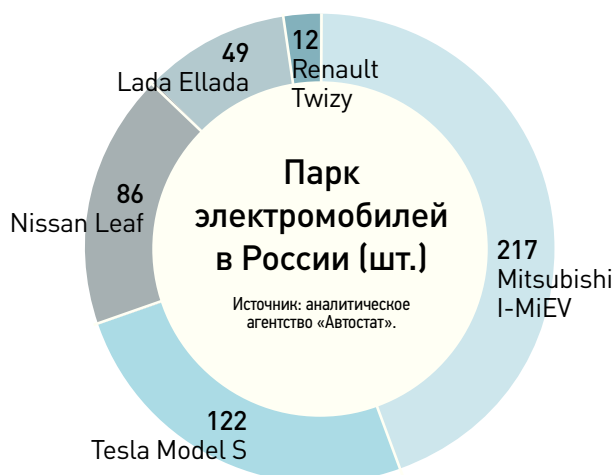 Парк
электромобилей
в России (шт.)
Источник: аналитическое
агентство «Автостат».
217
Mitsubishi
I-MiEV
122
Tesla Model S
86
Nissan Leaf
49
Lada Ellada
12
Renault
Twizy